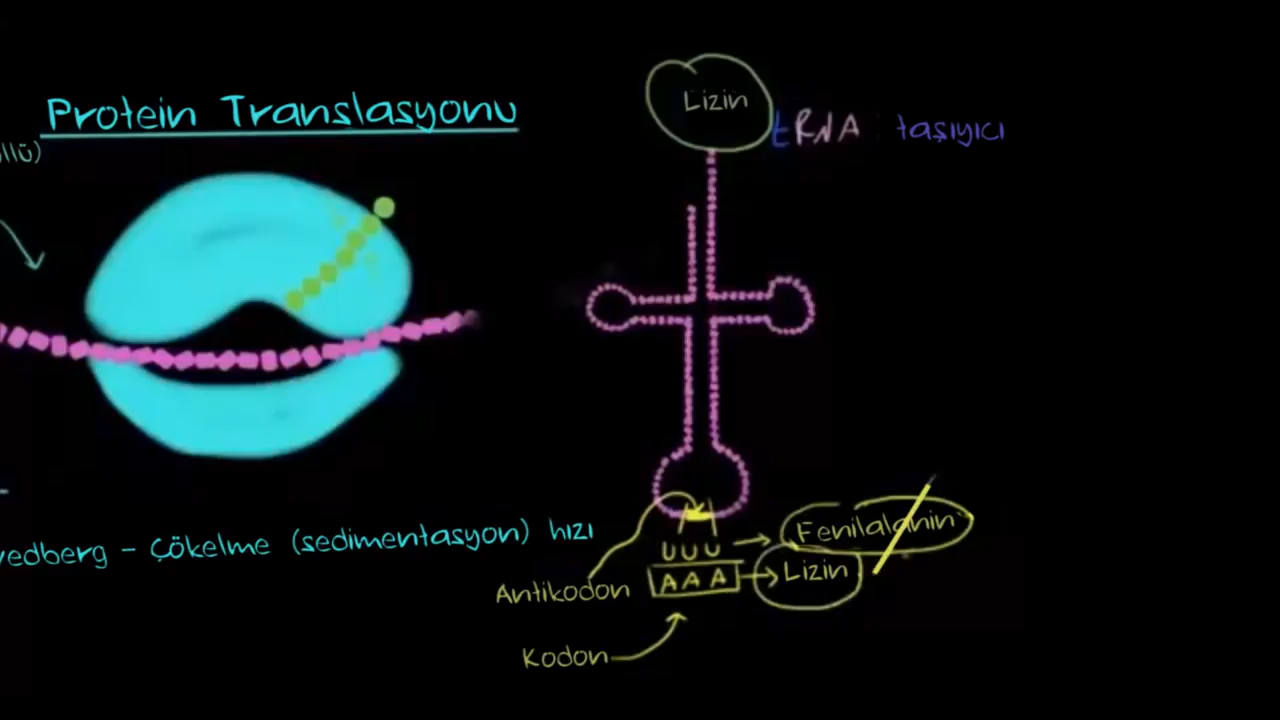 Protein Translasyonu
Lizin
tRNA : taşıyıcı
Çökelme (sedimentasyon) hızı
UUU → Fenilalanin
AAA → Lizin
Antikodon
Kodon